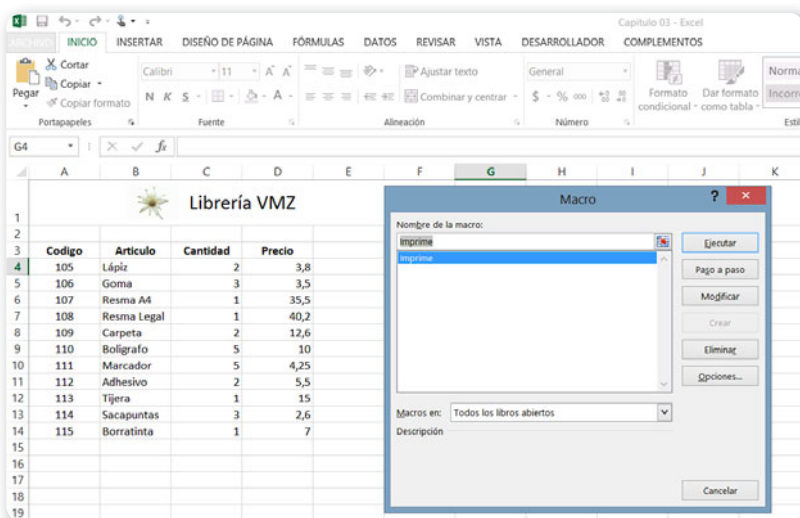 Capitulo 03 - Excel
ARCHIVO INICIO INSERTAR DISEÑO DE PÁGINA FÓRMULAS DATOS REVISAR VISTA DESARROLLADOR COMPLEMENTOS
Pegar
Cortar
Copiar
Copiar formato
Portapapeles
Calibri 11
N K S A
Fuente
Ajustar texto
Combinar y centrar
Alineación
General
$ % 000
Número
Formato condicional
Dar formato como tabla
Norma
Incorre
Estil
G4 fx
A B C D E F G H I J K
1 Librería VMZ
2
3 Codigo Articulo Cantidad Precio
4 105 Lápiz 2 3,8
5 106 Goma 3 3,5
6 107 Resma A4 1 35,5
7 108 Resma Legal 1 40,2
8 109 Carpeta 2 12,6
9 110 Boligrafo 5 10
10 111 Marcador 5 4,25
11 112 Adhesivo 2 5,5
12 113 Tijera 1 15
13 114 Sacapuntas 3 2,6
14 115 Borratinta 1 7
15
16
17
18
19
Macro ?
Nombre de la macro:
Imprime
Imprime
Ejecutar
Paso a paso
Modificar
Crear
Eliminar
Opciones...
Macros en: Todos los libros abiertos
Descripción
Cancelar